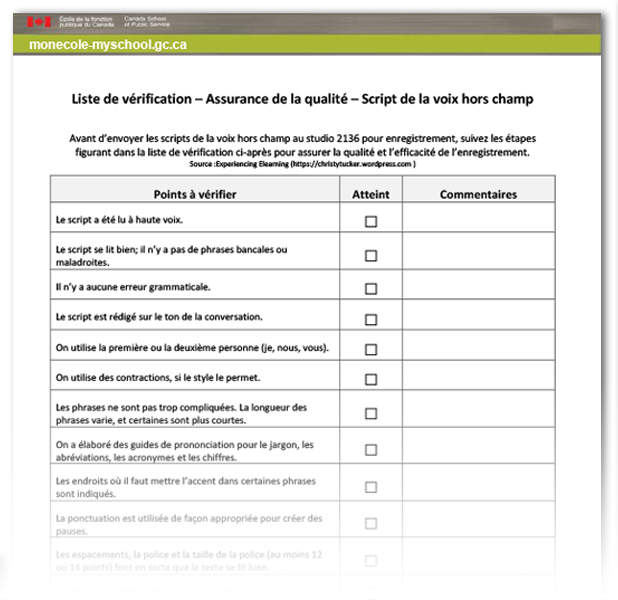 École de la fonction
publique du Canada
Canada School
of Public Service
monecole-myschool.gc.ca
Liste de vérification – Assurance de la qualité – Script de la voix hors champ
Avant d’envoyer les scripts de la voix hors champ au studio 2136 pour enregistrement, suivez les étapes
figurant dans la liste de vérification ci-après pour assurer la qualité et l’efficacité de l’enregistrement.
Source :Experiencing Elearning (https://christytucker.wordpress.com )
Points à vérifier Atteint Commentaires
Le script a été lu à haute voix.
Le script se lit bien; il n’y a pas de phrases bancales ou
maladroites.
Il n’y a aucune erreur grammaticale.
Le script est rédigé sur le ton de la conversation.
On utilise la première ou la deuxième personne (je, nous, vous).
On utilise des contractions, si le style le permet.
Les phrases ne sont pas trop compliquées. La longueur des
phrases varie, et certaines sont plus courtes.
On a élaboré des guides de prononciation pour le jargon, les
abréviations, les acronymes et les chiffres.
Les endroits où il faut mettre l’accent dans certaines phrases
sont indiqués.
La ponctuation est utilisée de façon appropriée pour créer des
pauses.
Les espacements, la police et la taille de la police (au moins 12
ou 14 points) font en sorte que le texte se lit bien.